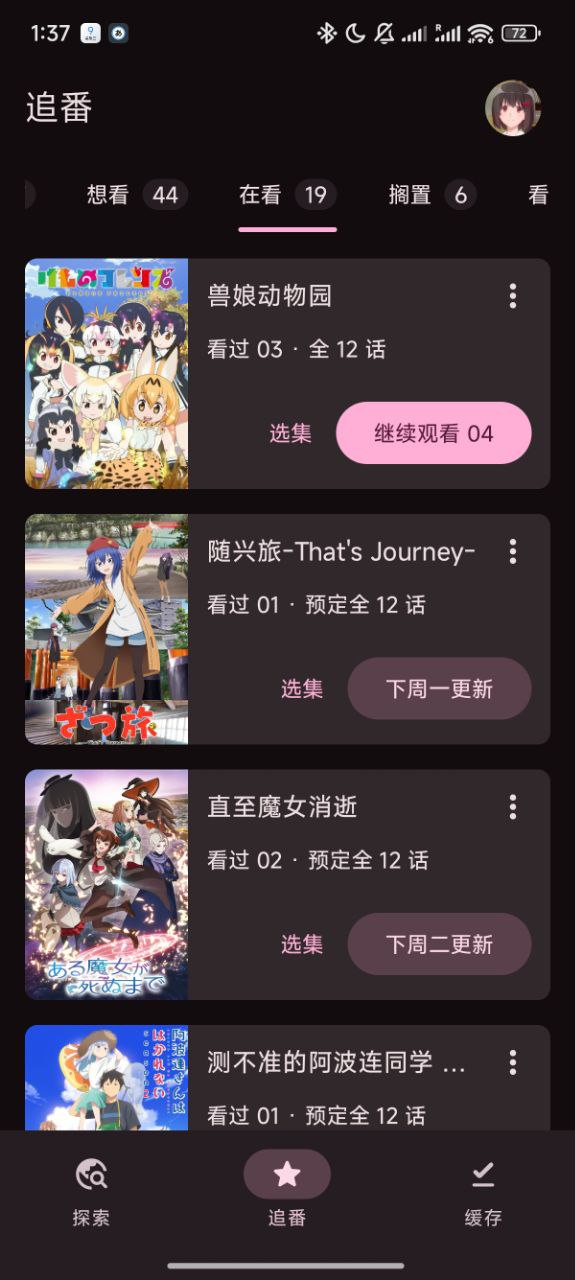 1:37
72
追番
想看 44 在看 19 搁置 6 看
けものフレンズ
兽娘动物园
看过 03 · 全 12 话
选集 继续观看 04
随兴旅-That's Journey-
看过 01 · 预定全 12 话
选集 下周一更新
ざつ旅
直至魔女消逝
看过 02 · 预定全 12 话
选集 下周二更新
ある魔女が
死ぬまで
阿波連さんは
はかれない
season2
测不准的阿波连同学 ...
看过 01 · 预定全 12 话
探索 追番 缓存